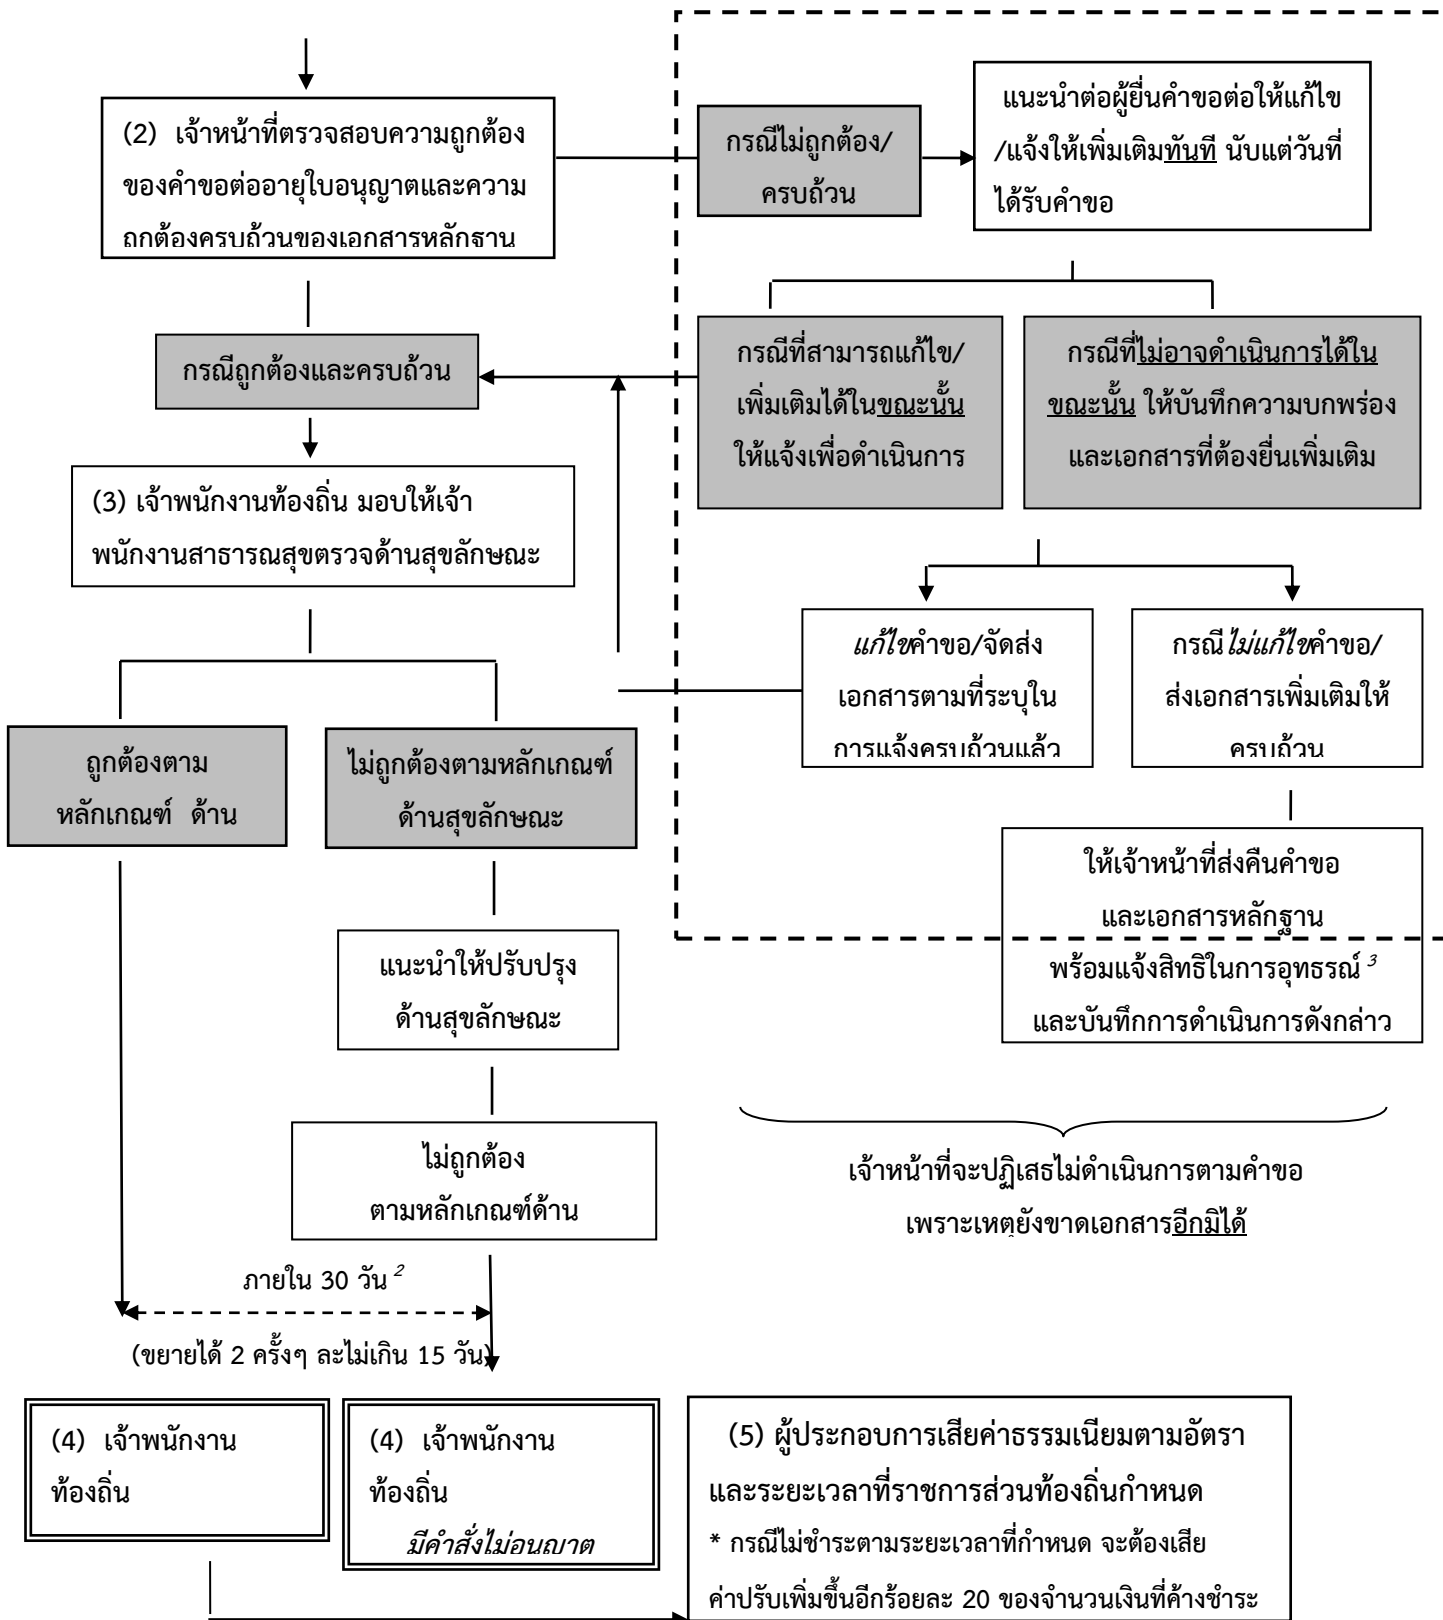 (2) เจ้าหน้าที่ตรวจสอบความถูกต้อง
ของคำขอต่ออายุใบอนุญาตและความ
ถูกต้องครบถ้วนของเอกสารหลักฐาน
กรณีไม่ถูกต้อง/
ครบถ้วน
แนะนำต่อผู้ยื่นคำขอต่อให้แก้ไข
/แจ้งให้เพิ่มเติมทันที นับแต่วันที่
ได้รับคำขอ
กรณีถูกต้องและครบถ้วน
กรณีที่สามารถแก้ไข/
เพิ่มเติมได้ในขณะนั้น
ให้แจ้งเพื่อดำเนินการ
กรณีที่ไม่อาจดำเนินการได้ใน
ขณะนั้น ให้บันทึกความบกพร่อง
และเอกสารที่ต้องยื่นเพิ่มเติม
(3) เจ้าพนักงานท้องถิ่น มอบให้เจ้า
พนักงานสาธารณสุขตรวจด้านสุขลักษณะ
แก้ไขคำขอ/จัดส่ง
เอกสารตามที่ระบุใน
การแจ้งครบถ้วนแล้ว
กรณีไม่แก้ไขคำขอ/
ส่งเอกสารเพิ่มเติมให้
ครบถ้วน
ถูกต้องตาม
หลักเกณฑ์ ด้าน
ไม่ถูกต้องตามหลักเกณฑ์
ด้านสุขลักษณะ
ให้เจ้าหน้าที่ส่งคืนคำขอ
และเอกสารหลักฐาน
พร้อมแจ้งสิทธิในการอุทธรณ์ 3
และบันทึกการดำเนินการดังกล่าว
แนะนำให้ปรับปรุง
ด้านสุขลักษณะ
ไม่ถูกต้อง
ตามหลักเกณฑ์ด้าน
เจ้าหน้าที่จะปฏิเสธไม่ดำเนินการตามคำขอ
เพราะเหตุยังขาดเอกสารอีกมิได้
ภายใน 30 วัน 2
(ขยายได้ 2 ครั้งๆ ละไม่เกิน 15 วัน)
(4) เจ้าพนักงาน
ท้องถิ่น
(4) เจ้าพนักงาน
ท้องถิ่น
มีคำสั่งไม่อนุญาต
(5) ผู้ประกอบการเสียค่าธรรมเนียมตามอัตรา
และระยะเวลาที่ราชการส่วนท้องถิ่นกำหนด
* กรณีไม่ชำระตามระยะเวลาที่กำหนด จะต้องเสีย
ค่าปรับเพิ่มขึ้นอีกร้อยละ 20 ของจำนวนเงินที่ค้างชำระ